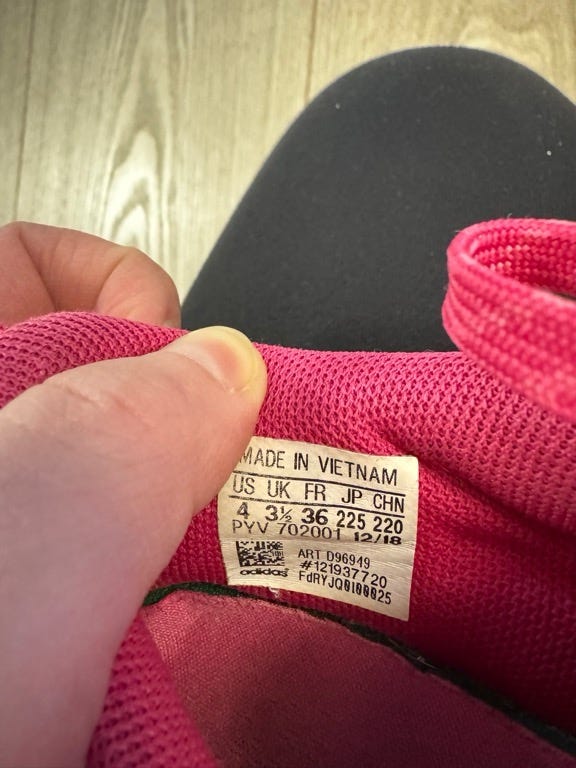 MADE IN VIETNAM
US UK FR JP CHN
4 3½ 36 225 220
PYV 702001 12/18
ART D96949
#121937720
adidas FdRYJQ0100025